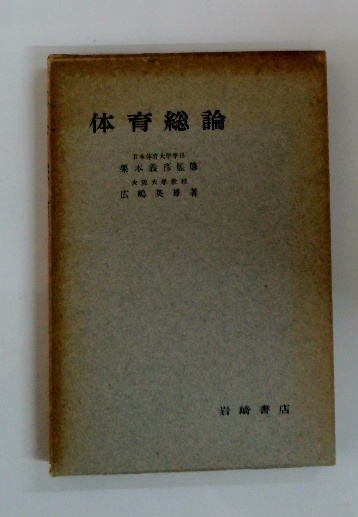 体育総論
日本体育大学学長
栗本義彦監修
大阪大学教授
広嶋英雄著
岩崎書店